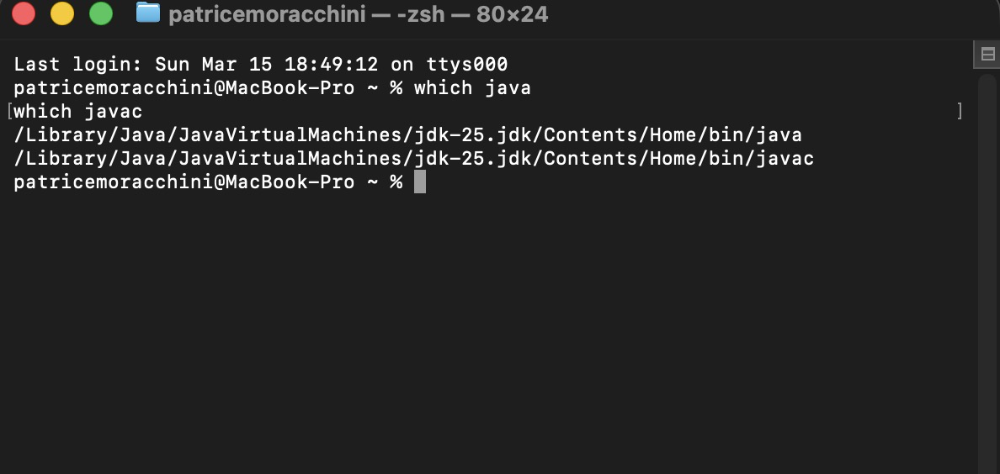 patricemoracchini — -zsh — 80×24
Last login: Sun Mar 15 18:49:12 on ttys000
patricemoracchini@MacBook-Pro ~ % which java
[which javac ]
/Library/Java/JavaVirtualMachines/jdk-25.jdk/Contents/Home/bin/java
/Library/Java/JavaVirtualMachines/jdk-25.jdk/Contents/Home/bin/javac
patricemoracchini@MacBook-Pro ~ %